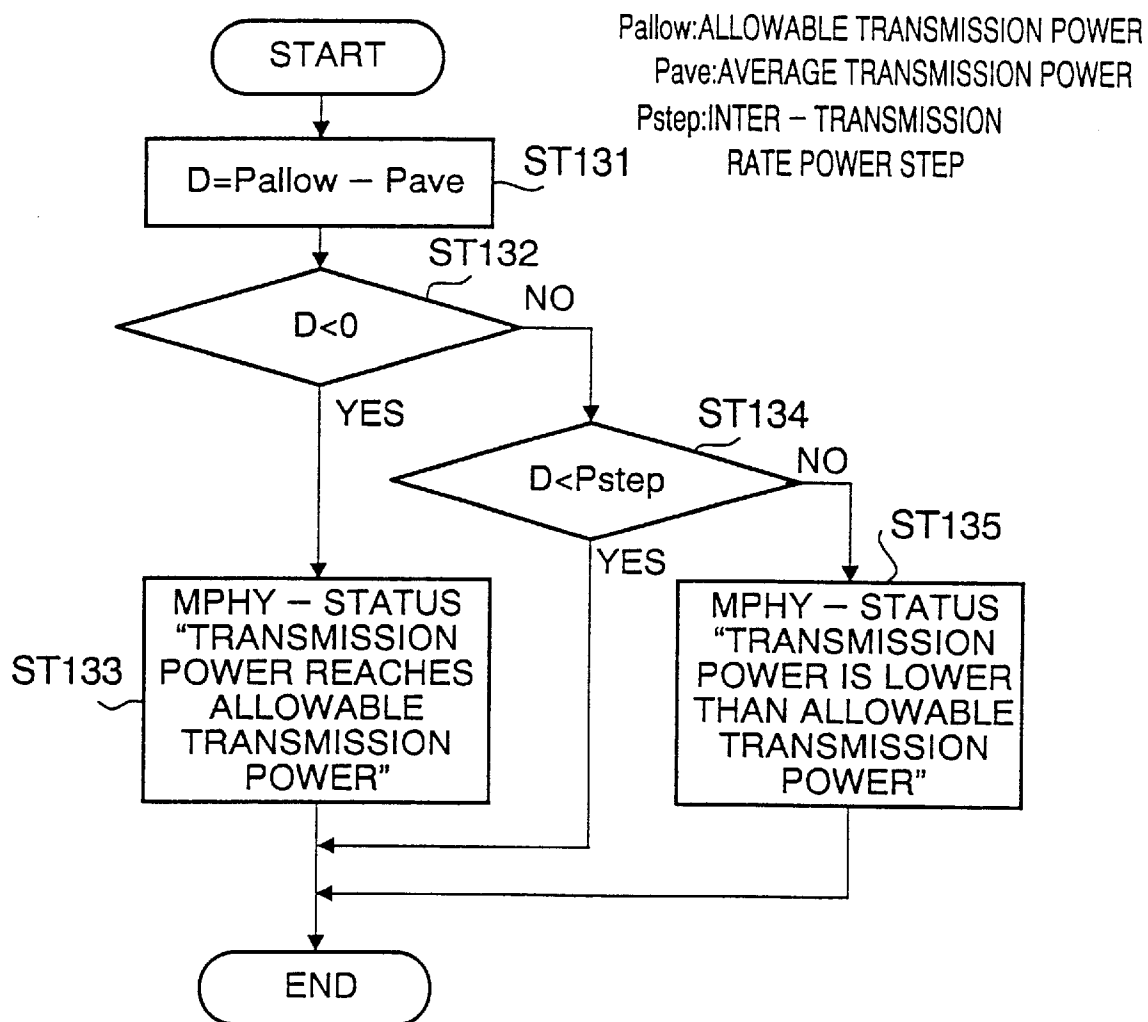 START
Pallow:ALLOWABLE TRANSMISSION POWER
Pave:AVERAGE TRANSMISSION POWER
Pstep:INTER – TRANSMISSION
RATE POWER STEP
D=Pallow – Pave
ST131
ST132
D<0
NO
YES
ST134
D<Pstep
NO
YES
ST135
ST133
MPHY – STATUS
“TRANSMISSION
POWER REACHES
ALLOWABLE
TRANSMISSION
POWER”
MPHY – STATUS
“TRANSMISSION
POWER IS LOWER
THAN ALLOWABLE
TRANSMISSION
POWER”
END